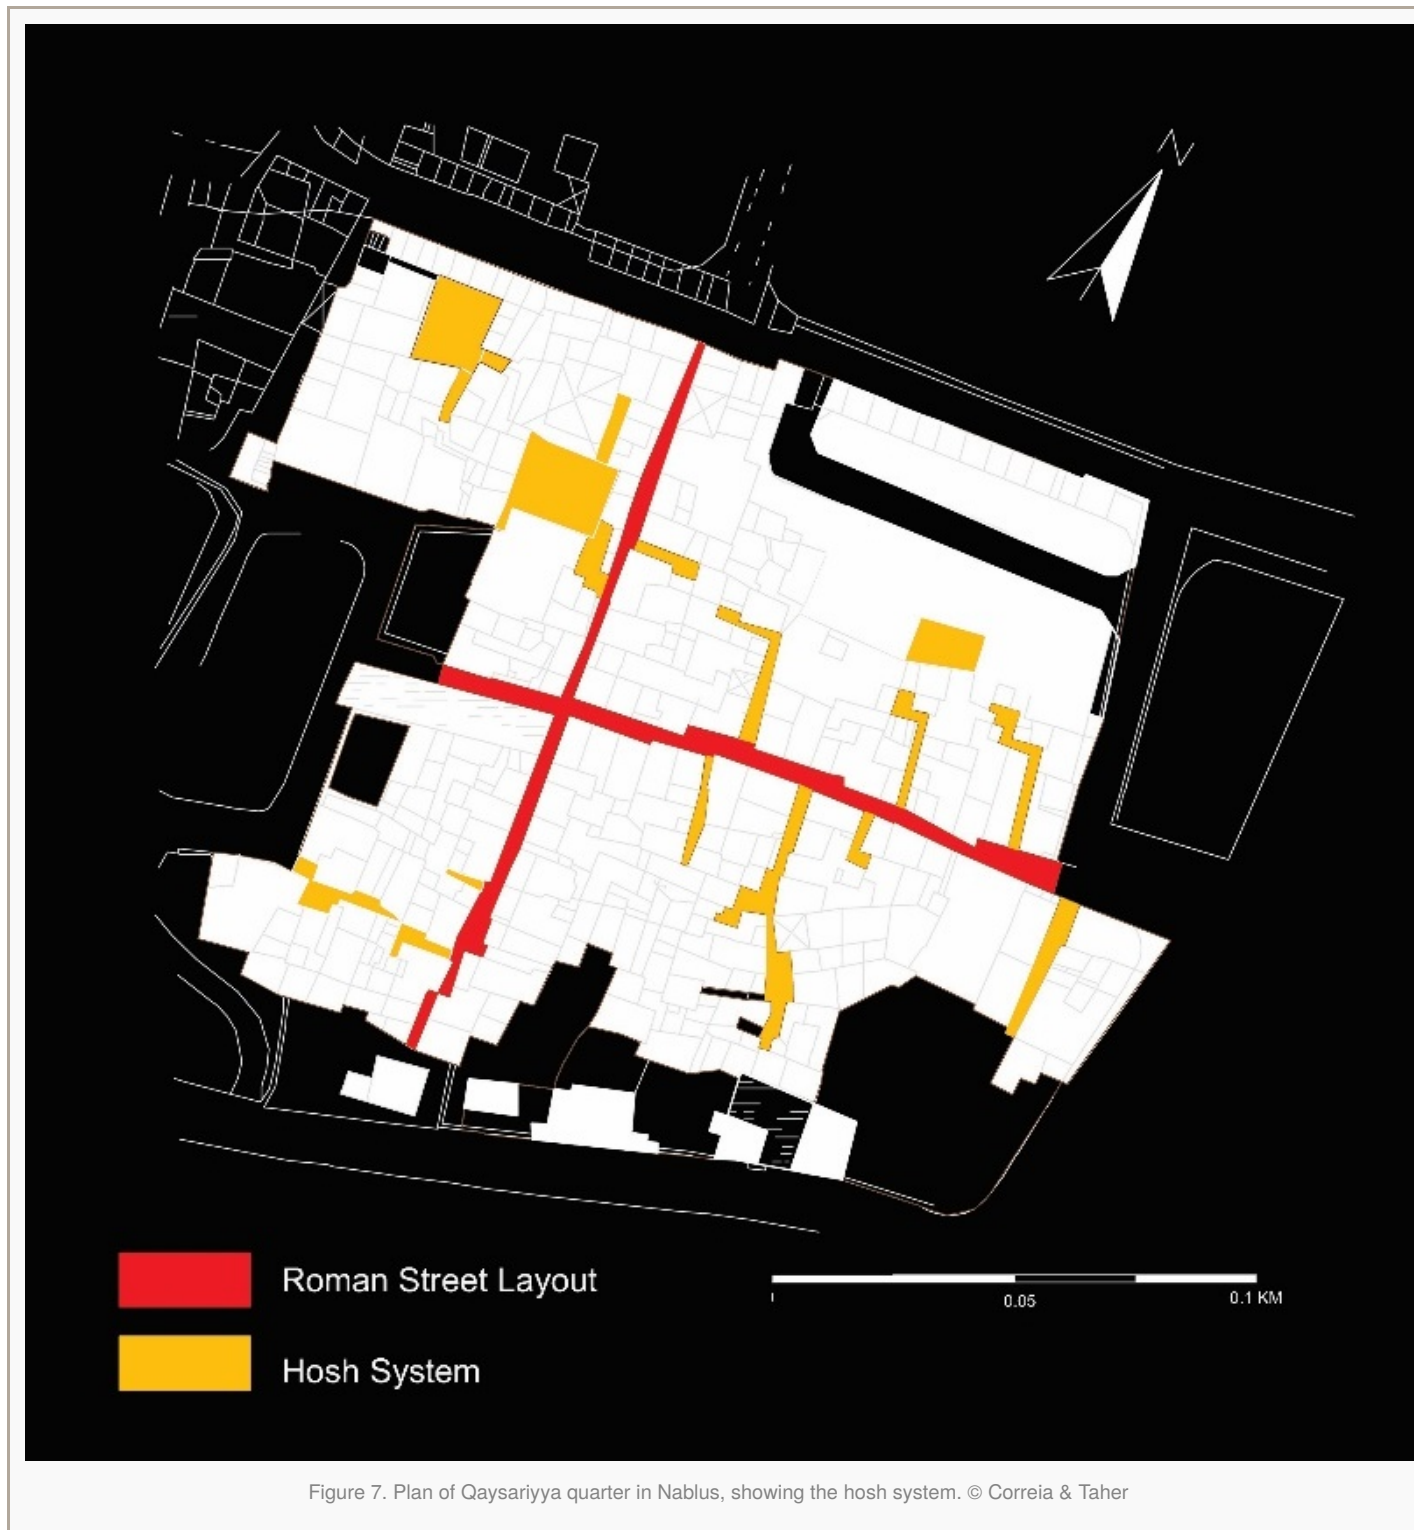 N
Roman Street Layout
0.05
0.1 KM
Hosh System
Figure 7. Plan of Qaysariyya quarter in Nablus, showing the hosh system. © Correia & Taher